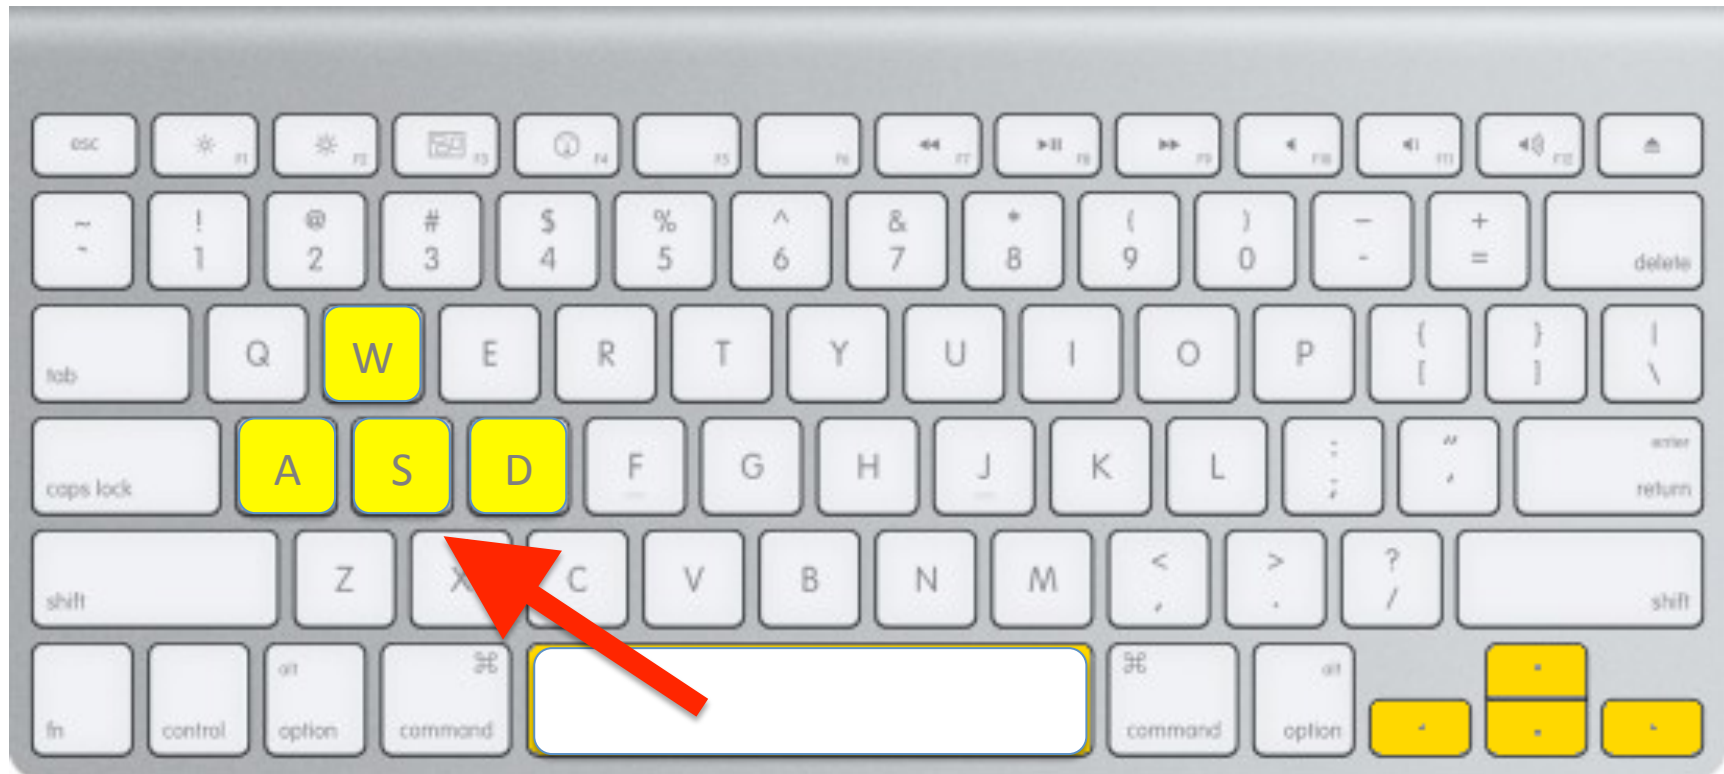 esc F1 F2 F3 F4 F5 F6 F7 F8 F9 F10 F11 F12
~ ! @ # $ % ^ & * ( ) — +
` 1 2 3 4 5 6 7 8 9 0 - =
delete
tab Q W E R T Y U I O P { } |
[ ] \
caps lock A S D F G H J K L : " enter
; ' return
shift Z X C V B N M < > ? shift
, . /
alt ⌘ ⌘ alt
fn control option command command option